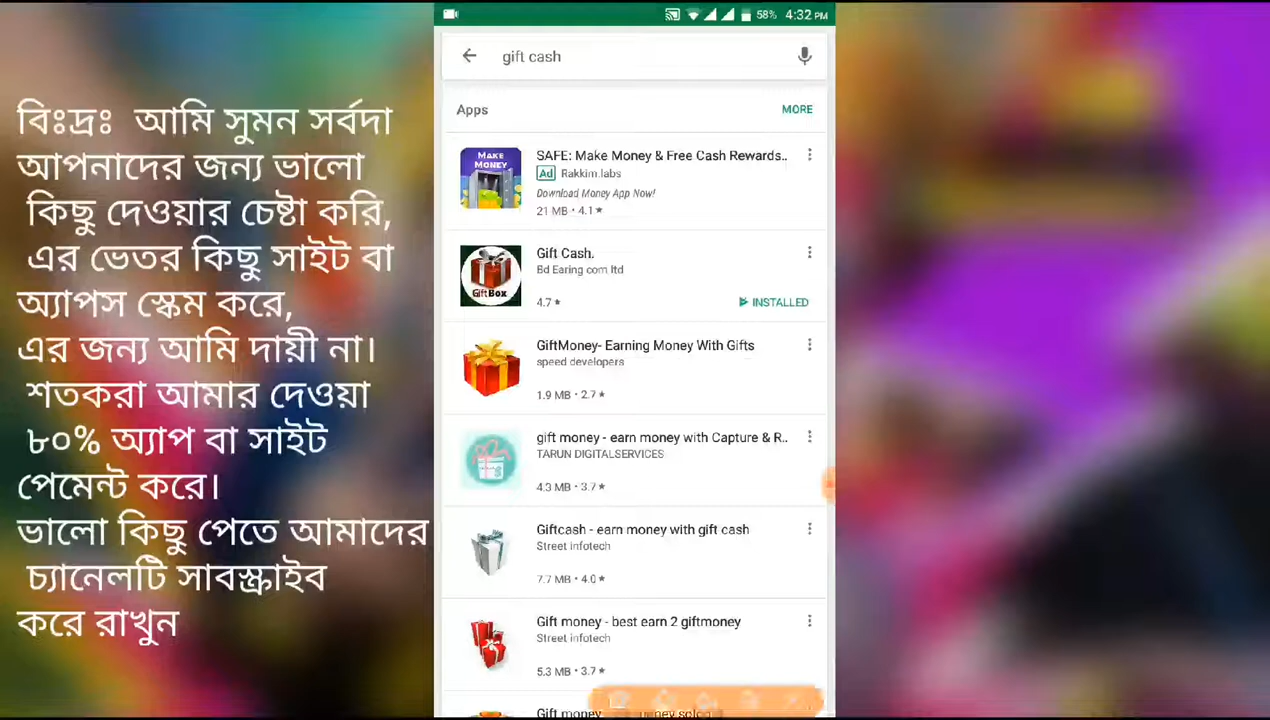 বিঃদ্রঃ আমি সুমন সর্বদা
আপনাদের জন্য ভালো
কিছু দেওয়ার চেষ্টা করি,
এর ভেতর কিছু সাইট বা
অ্যাপস স্কেম করে,
এর জন্য আমি দায়ী না।
শতকরা আমার দেওয়া
৮০% অ্যাপ বা সাইট
পেমেন্ট করে।
ভালো কিছু পেতে আমাদের
চ্যানেলটি সাবস্ক্রাইব
করে রাখুন
58% 4:32 PM
gift cash
Apps MORE
MAKE MONEY
SAFE: Make Money & Free Cash Rewards..
Ad Rakkim.labs
Download Money App Now!
21 MB • 4.1★
GiftBox
Gift Cash.
Bd Earing com ltd
4.7★ INSTALLED
GiftMoney- Earning Money With Gifts
speed developers
1.9 MB • 2.7★
gift money - earn money with Capture & R..
TARUN DIGITALSERVICES
4.3 MB • 3.7★
Giftcash - earn money with gift cash
Street infotech
7.7 MB • 4.0★
Gift money - best earn 2 giftmoney
Street infotech
5.3 MB • 3.7★
Gift money